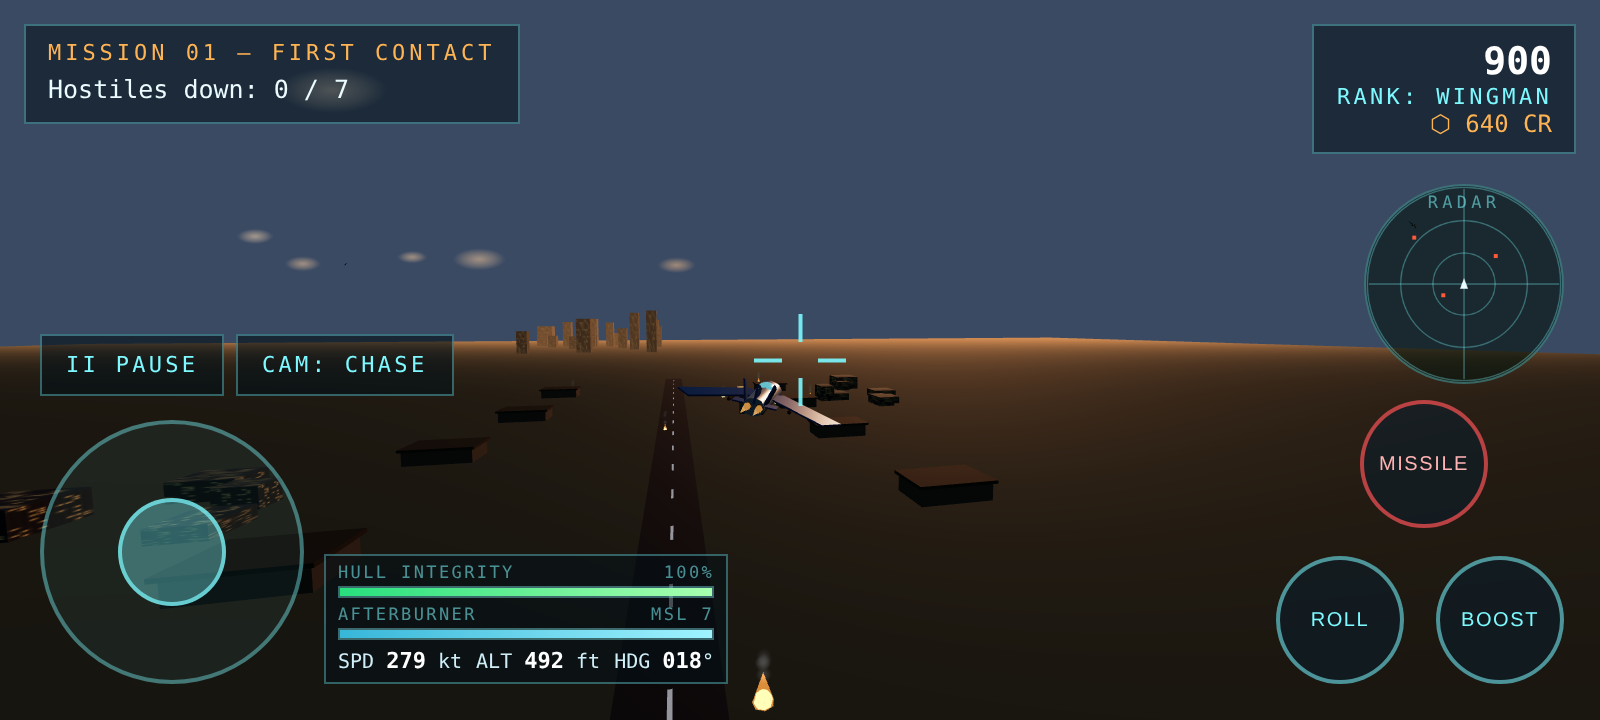 MISSION 01 — FIRST CONTACT
Hostiles down: 0 / 7
900
RANK: WINGMAN
⬡ 640 CR
RADAR
II PAUSE
CAM: CHASE
MISSILE
HULL INTEGRITY 100%
AFTERBURNER MSL 7
SPD 279 kt ALT 492 ft HDG 018°
ROLL
BOOST